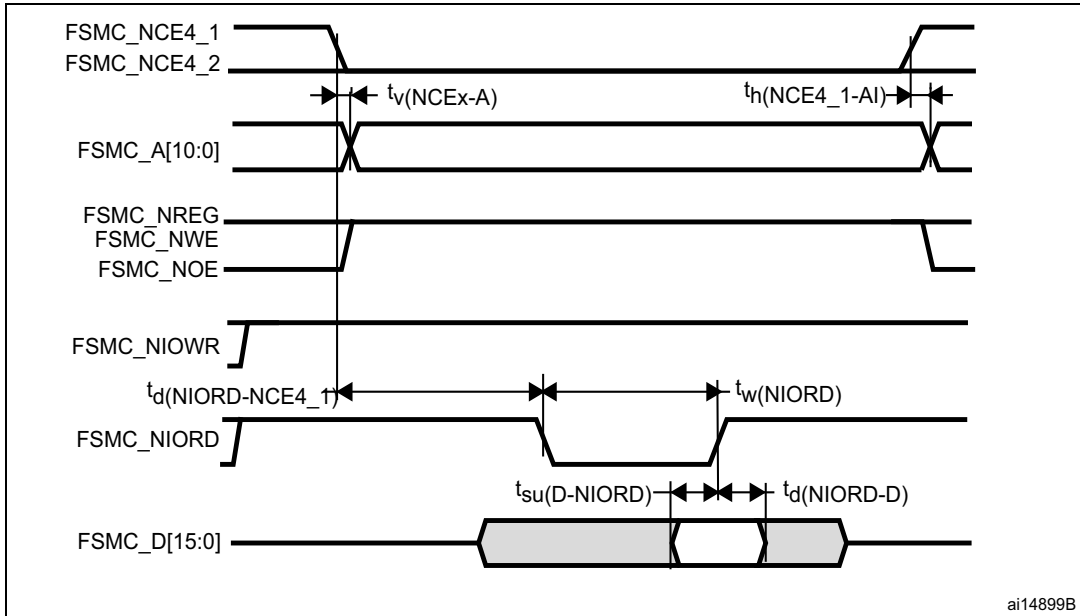 FSMC_NCE4_1
FSMC_NCE4_2
tv(NCEx-A)
th(NCE4_1-AI)
FSMC_A[10:0]
FSMC_NREG
FSMC_NWE
FSMC_NOE
FSMC_NIOWR
td(NIORD-NCE4_1)
tw(NIORD)
FSMC_NIORD
tsu(D-NIORD)
td(NIORD-D)
FSMC_D[15:0]
ai14899B